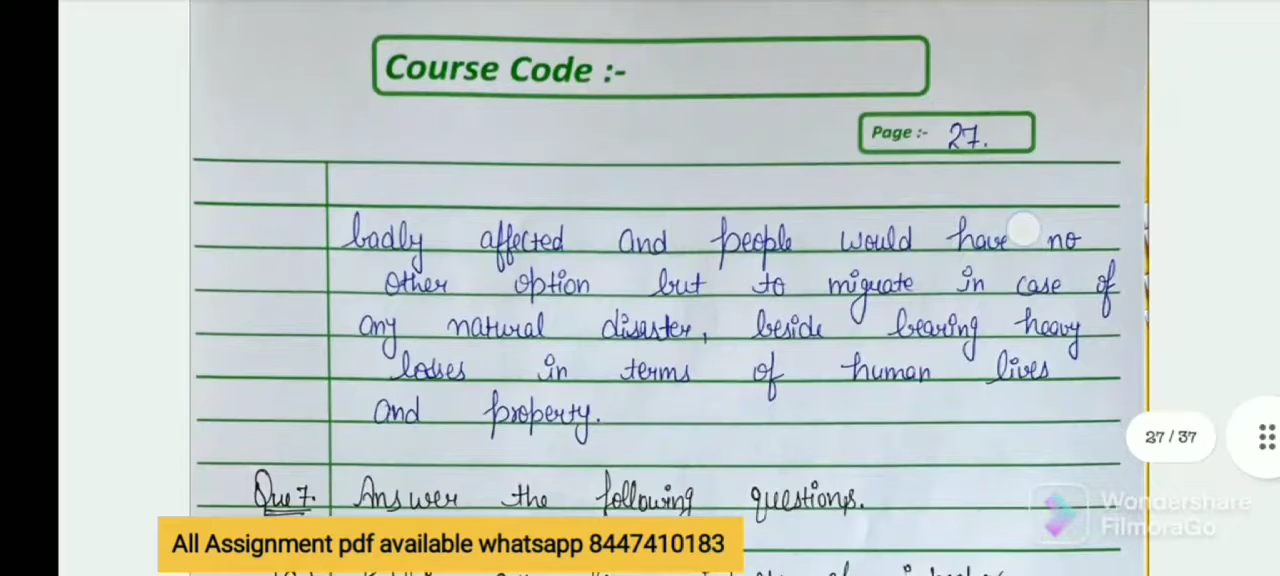 Course Code :-
Page :- 27.
badly affected and people would have no
other option but to migrate in case of
any natural disaster, beside bearing heavy
losses in terms of human lives
and property.
27 / 37
Que 7. Answer the following questions.
Wondershare
FilmoraGo
All Assignment pdf available whatsapp 8447410183